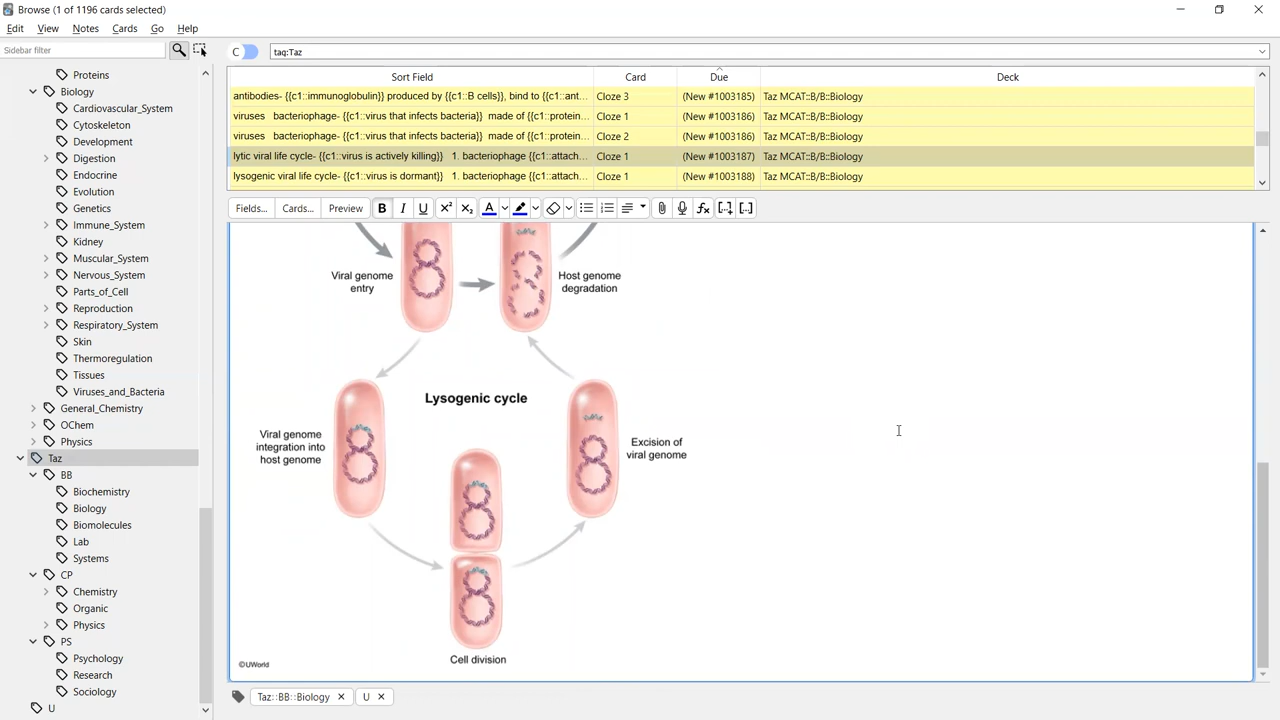 Browse (1 of 1196 cards selected)
Edit View Notes Cards Go Help
Sidebar filter
C
tag:Taz
Proteins
Biology
Cardiovascular_System
Cytoskeleton
Development
Digestion
Endocrine
Evolution
Genetics
Immune_System
Kidney
Muscular_System
Nervous_System
Parts_of_Cell
Reproduction
Respiratory_System
Skin
Thermoregulation
Tissues
Viruses_and_Bacteria
General_Chemistry
OChem
Physics
Taz
BB
Biochemistry
Biology
Biomolecules
Lab
Systems
CP
Chemistry
Organic
Physics
PS
Psychology
Research
Sociology
U
Sort Field Card Due Deck
antibodies- {{c1::immunoglobulin}} produced by {{c1::B cells}}, bind to {{c1::ant... Cloze 3 (New #1003185) Taz MCAT::B/B::Biology
viruses bacteriophage- {{c1::virus that infects bacteria}} made of {{c1::protein... Cloze 1 (New #1003186) Taz MCAT::B/B::Biology
viruses bacteriophage- {{c1::virus that infects bacteria}} made of {{c1::protein... Cloze 2 (New #1003186) Taz MCAT::B/B::Biology
lytic viral life cycle- {{c1::virus is actively killing}} 1. bacteriophage {{c1::attach... Cloze 1 (New #1003187) Taz MCAT::B/B::Biology
lysogenic viral life cycle- {{c1::virus is dormant}} 1. bacteriophage {{c1::attach... Cloze 1 (New #1003188) Taz MCAT::B/B::Biology
Fields... Cards... Preview B I U X² X₂ A fx [...]+ [...]
Viral genome
entry
Host genome
degradation
Lysogenic cycle
Viral genome
integration into
host genome
Excision of
viral genome
Cell division
©UWorld
Taz::BB::Biology × U ×